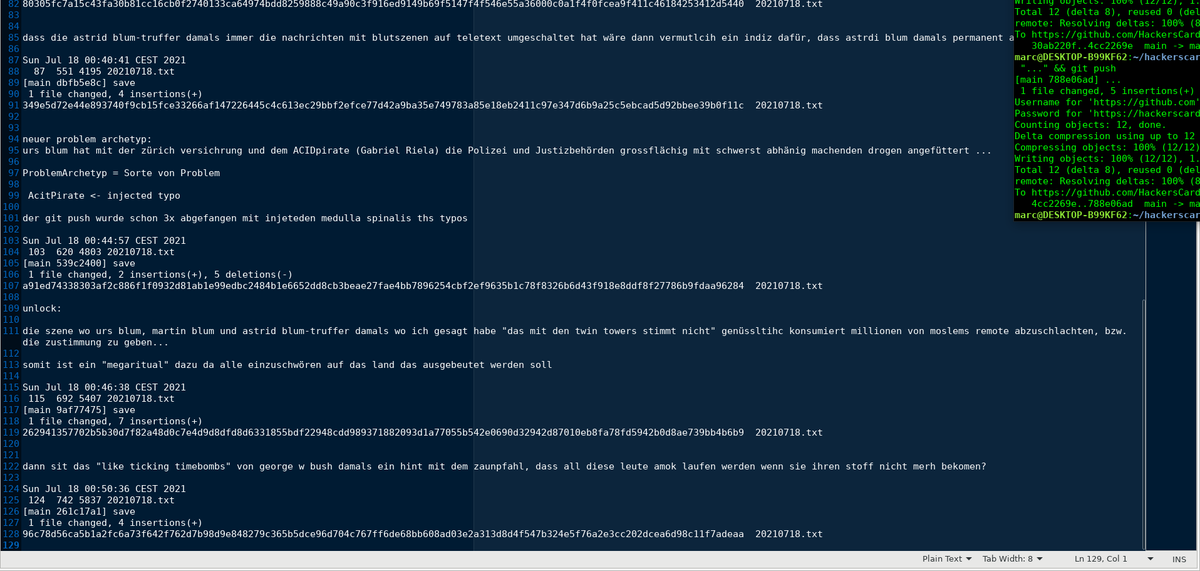 82 80305fc7a15c43fa30b81cc16cb0f2740133ca64974bdd8259888c49a90c3f916ed9149b69f5147f4f546e55a36000c0a1f4f0fcea9f411c46184253412d5440  20210718.txt
83
84
85 dass die astrid blum-truffer damals immer die nachrichten mit blutszenen auf teletext umgeschaltet hat wäre dann vermutlcih ein indiz dafür, dass astrdi blum damals permanent a
86
87 Sun Jul 18 00:40:41 CEST 2021
88   87  551 4195 20210718.txt
89 [main dbfb5e8c] save
90  1 file changed, 4 insertions(+)
91 349e5d72e44e893740f9cb15fce33266af147226445c4c613ec29bbf2efce77d42a9ba35e749783a85e18eb2411c97e347d6b9a25c5ebcad5d92bbee39b0f11c  20210718.txt
92
93
94 neuer problem archetyp:
95 urs blum hat mit der zürich versichrung und dem ACIDpirate (Gabriel Riela) die Polizei und Justizbehörden grossflächig mit schwerst abhänig machenden drogen angefüttert ...
96
97 ProblemArchetyp = Sorte von Problem
98
99  AcitPirate <- injected typo
100
101 der git push wurde schon 3x abgefangen mit injeteden medulla spinalis ths typos
102
103 Sun Jul 18 00:44:57 CEST 2021
104  103  620 4803 20210718.txt
105 [main 539c2400] save
106  1 file changed, 2 insertions(+), 5 deletions(-)
107 a91ed74338303af2c886f1f0932d81ab1e99edbc2484b1e6652dd8cb3beae27fae4bb7896254cbf2ef9635b1c78f8326b6d43f918e8ddf8f27786b9fdaa96284  20210718.txt
108
109 unlock:
110
111 die szene wo urs blum, martin blum und astrid blum-truffer damals wo ich gesagt habe "das mit den twin towers stimmt nicht" genüssltihc konsumiert millionen von moslems remote abzuschlachten, bzw.
die zustimmung zu geben...
112
113 somit ist ein "megaritual" dazu da alle einzuschwören auf das land das ausgebeutet werden soll
114
115 Sun Jul 18 00:46:38 CEST 2021
116  115  692 5407 20210718.txt
117 [main 9af77475] save
118  1 file changed, 7 insertions(+)
119 262941357702b5b30d7f82a48d0c7e4d9d8dfd8d6331855bdf22948cdd989371882093d1a77055b542e0690d32942d87010eb8fa78fd5942b0d8ae739bb4b6b9  20210718.txt
120
121
122 dann sit das "like ticking timebombs" von george w bush damals ein hint mit dem zaunpfahl, dass all diese leute amok laufen werden wenn sie ihren stoff nicht merh bekomen?
123
124 Sun Jul 18 00:50:36 CEST 2021
125  124  742 5837 20210718.txt
126 [main 261c17a1] save
127  1 file changed, 4 insertions(+)
128 96c78d56ca5b1a2fc6a73f642f762d7b98d9e848279c365b5dce96d704c767ff6de68bb608ad03e2a313d8d4f547b324e5f76a2e3cc202dcea6d98c11f7adeaa  20210718.txt
129
Writing objects: 100% (12/12), 1.
Total 12 (delta 8), reused 0 (del
remote: Resolving deltas: 100% (8
To https://github.com/HackersCard
   30ab220f..4cc2269e  main -> ma
marc@DESKTOP-B99KF62:~/hackerscar
 "..." && git push
[main 788e06ad] ...
 1 file changed, 5 insertions(+)
Username for 'https://github.com'
Password for 'https://hackerscard
Counting objects: 12, done.
Delta compression using up to 12
Compressing objects: 100% (12/12)
Writing objects: 100% (12/12), 1.
Total 12 (delta 8), reused 0 (del
remote: Resolving deltas: 100% (8
To https://github.com/HackersCard
   4cc2269e..788e06ad  main -> ma
marc@DESKTOP-B99KF62:~/hackerscar
Plain Text Tab Width: 8 Ln 129, Col 1 INS